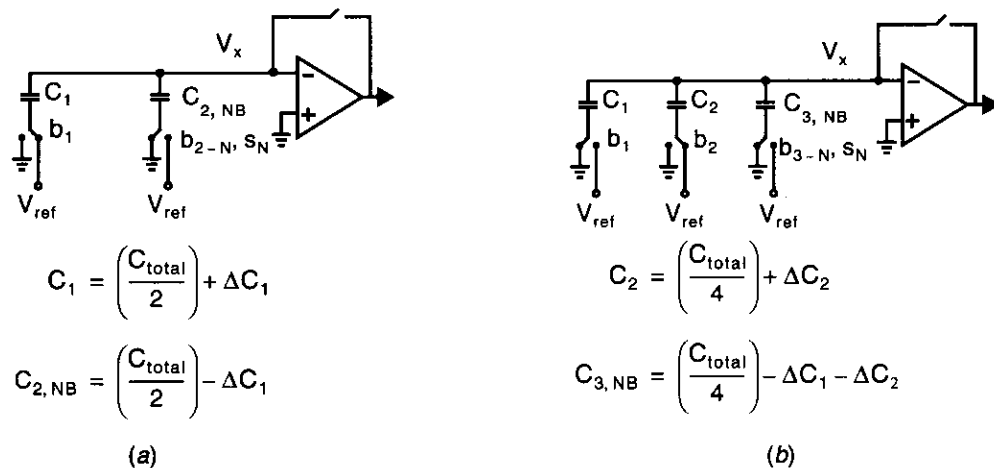 V_x
C_1
C_2, NB
b_1
b_2-N, s_N
V_ref
V_ref
−
+
C_1 = (C_total / 2) + ΔC_1
C_2, NB = (C_total / 2) − ΔC_1
(a)
V_x
C_1
C_2
C_3, NB
b_1
b_2
b_3-N, s_N
V_ref
V_ref
V_ref
−
+
C_2 = (C_total / 4) + ΔC_2
C_3, NB = (C_total / 4) − ΔC_1 − ΔC_2
(b)